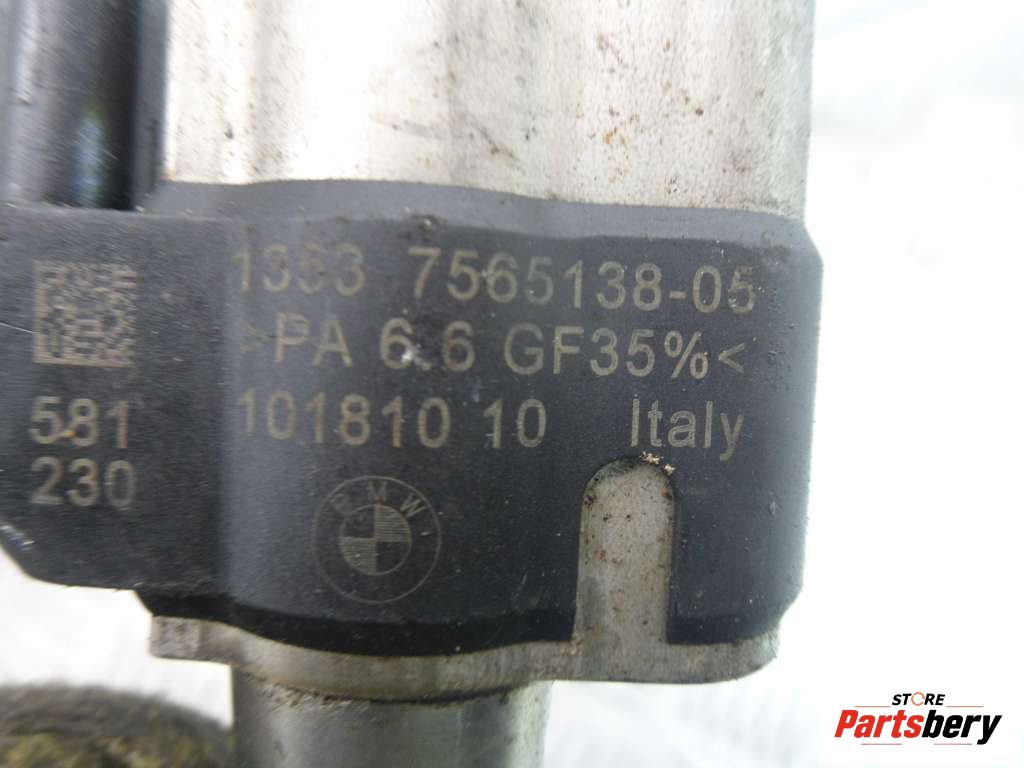 1353 7565138-05
>PA 6.6 GF35%<
581
230
101810 10 Italy
BMW
STORE
Partsbery